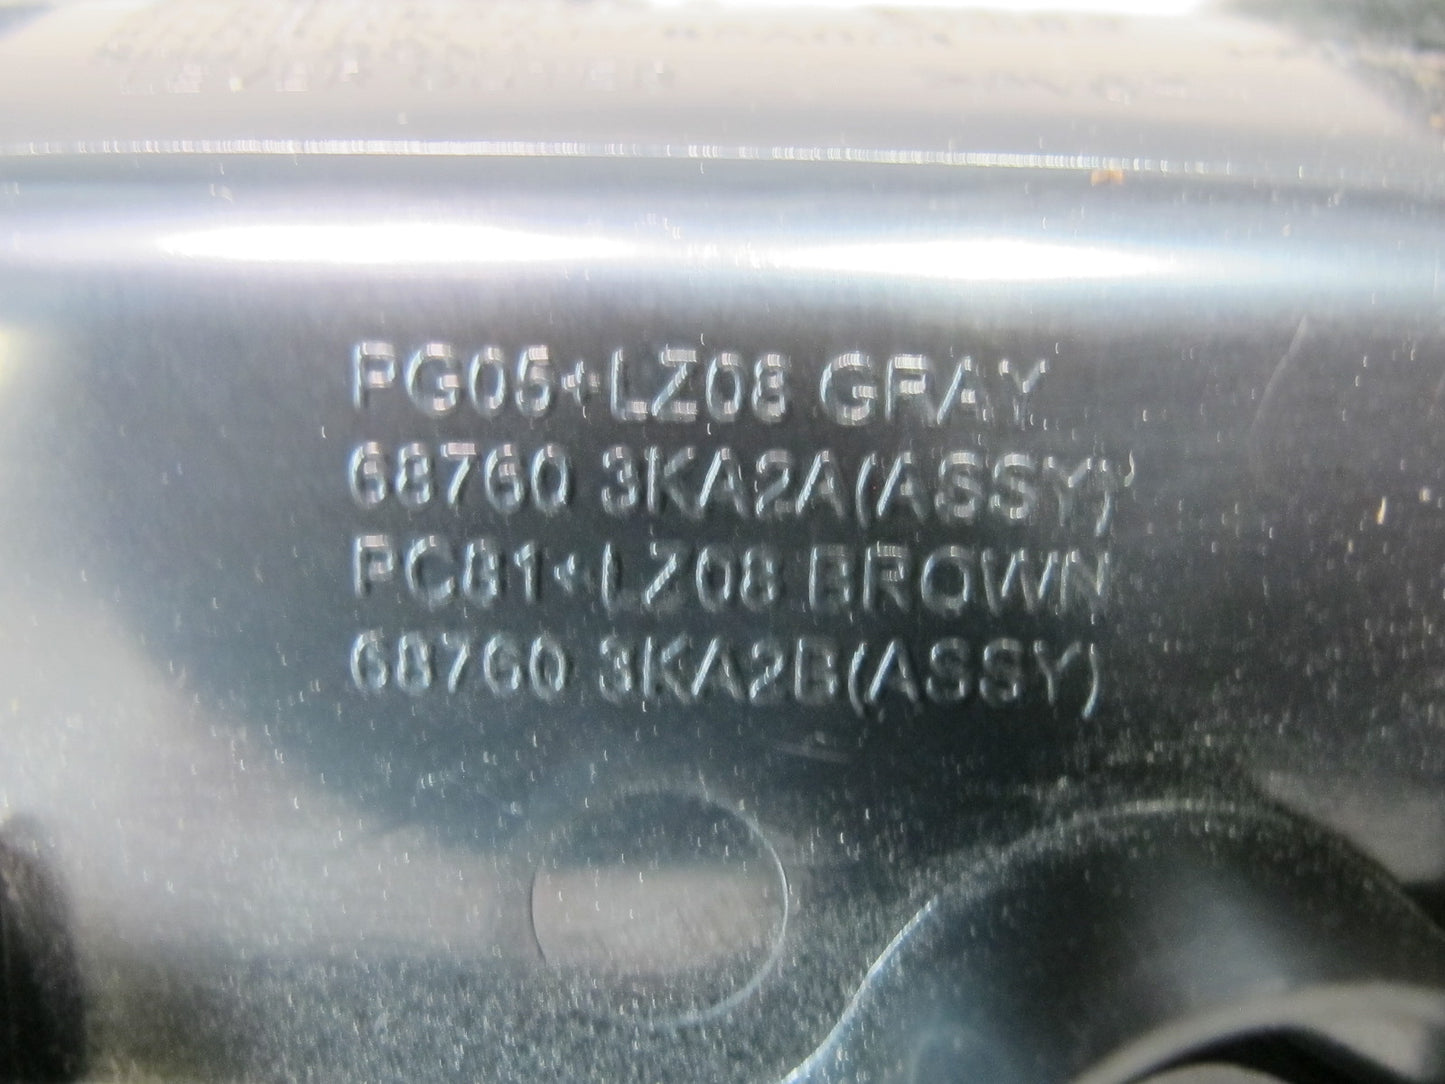 PG05+LZ08 GRAY
68760 3KA2A(ASSY)
PC81+LZ08 BROWN
68760 3KA2B(ASSY)